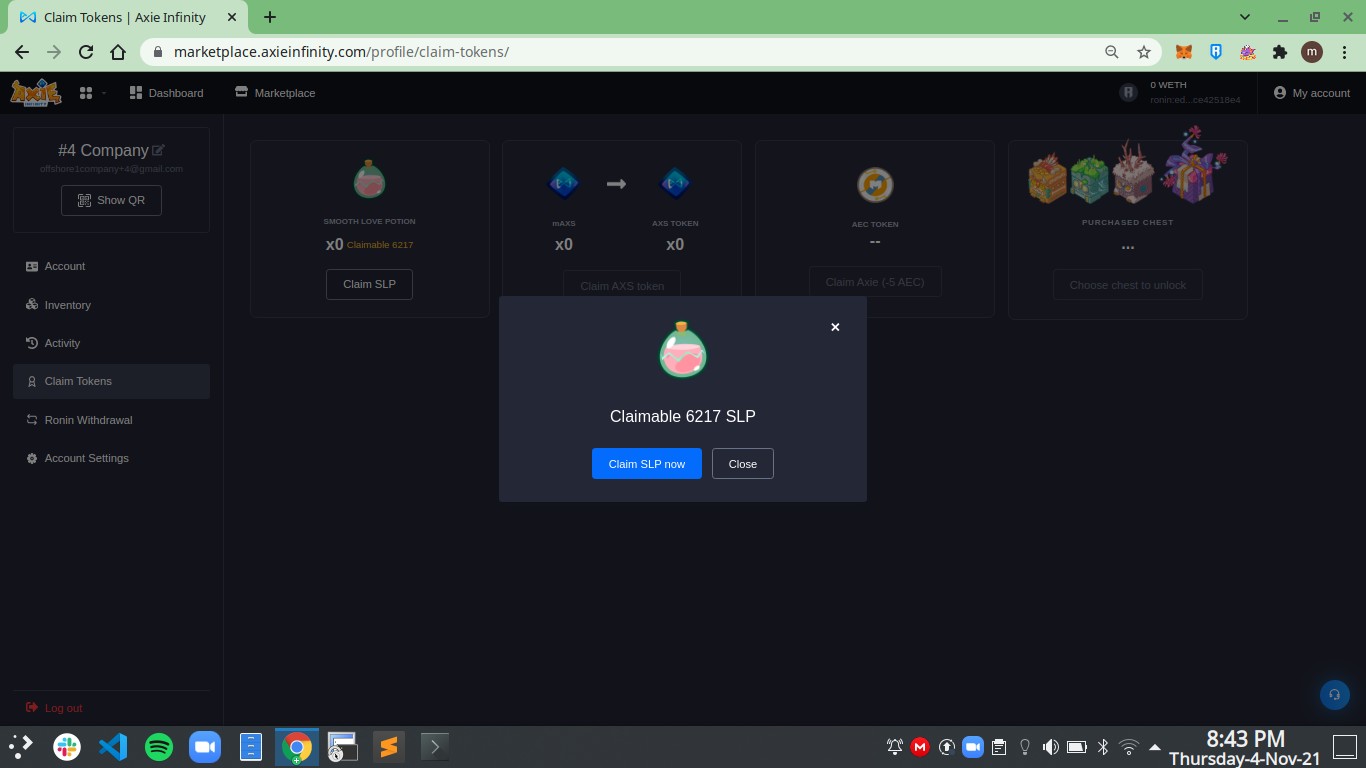 Claim Tokens | Axie Infinity
marketplace.axieinfinity.com/profile/claim-tokens/
m
AXIE
Dashboard
Marketplace
0 WETH
ronin:ed...ce42518e4
My account
#4 Company
offshore1company+4@gmail.com
Show QR
Account
Inventory
Activity
Claim Tokens
Ronin Withdrawal
Account Settings
Log out
SMOOTH LOVE POTION
x0 Claimable 6217
Claim SLP
mAXS
AXS TOKEN
x0
x0
Claim AXS token
AEC TOKEN
--
Claim Axie (-5 AEC)
PURCHASED CHEST
...
Choose chest to unlock
Claimable 6217 SLP
Claim SLP now
Close
8:43 PM
Thursday-4-Nov-21